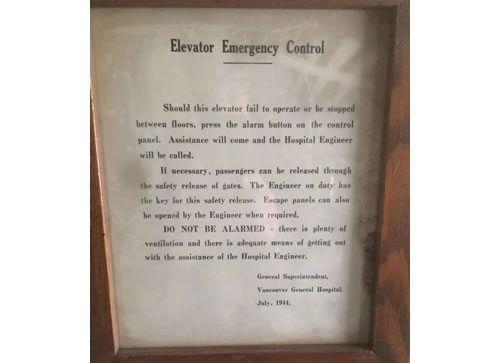 Elevator Emergency Control
Should this elevator fail to operate or be stopped
between floors, press the alarm button on the control
panel. Assistance will come and the Hospital Engineer
will be called.
If necessary, passengers can be released through
the safety release of gates. The Engineer on duty has
the key for this safety release. Escape panels can also
be opened by the Engineer when required.
DO NOT BE ALARMED - there is plenty of
ventilation and there is adequate means of getting out
with the assistance of the Hospital Engineer.
General Superintendent,
Vancouver General Hospital.
July, 1944.